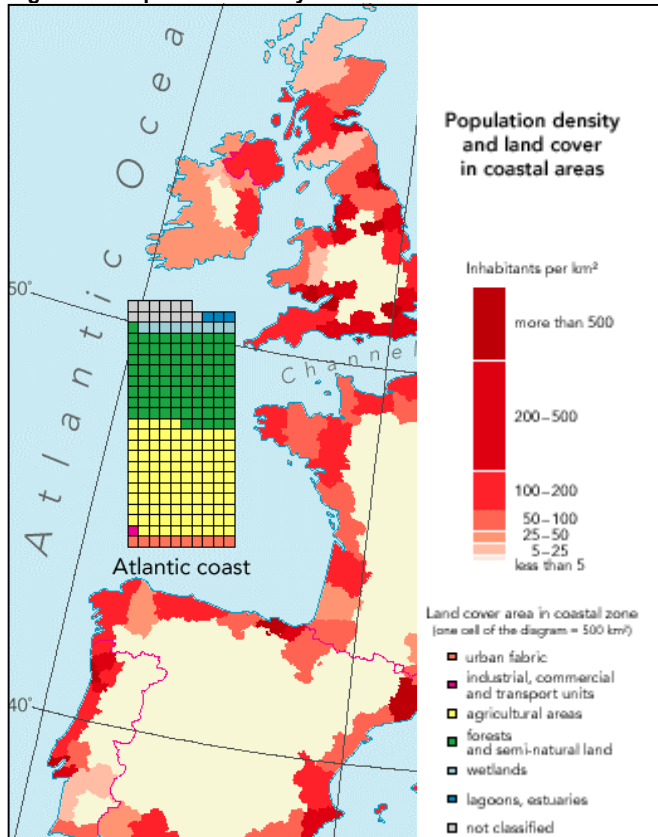 Atlantic Ocea
50°
Channel
Atlantic coast
40°
Population density
and land cover
in coastal areas
Inhabitants per km²
more than 500
200–500
100–200
50–100
25–50
5–25
less than 5
Land cover area in coastal zone
(one cell of the diagram = 500 km²)
urban fabric
industrial, commercial
and transport units
agricultural areas
forests
and semi-natural land
wetlands
lagoons, estuaries
not classified